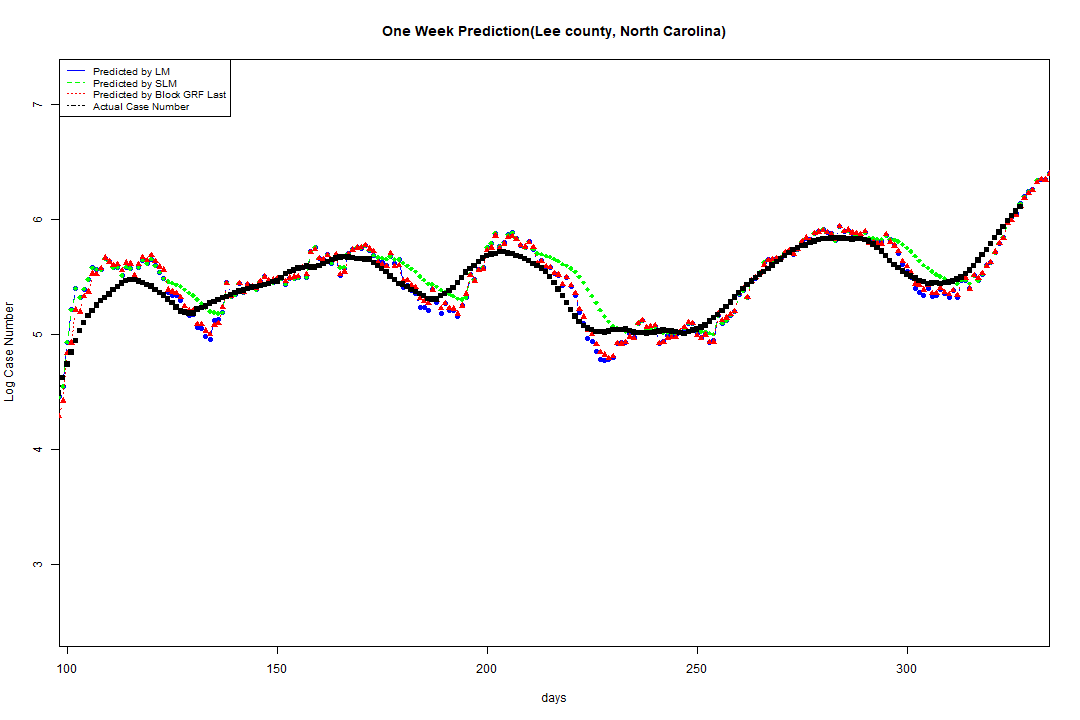 One Week Prediction(Lee county, North Carolina)
Predicted by LM
Predicted by SLM
Predicted by Block GRF Last
Actual Case Number
7
6
5
4
3
Log Case Number
100 150 200 250 300
days